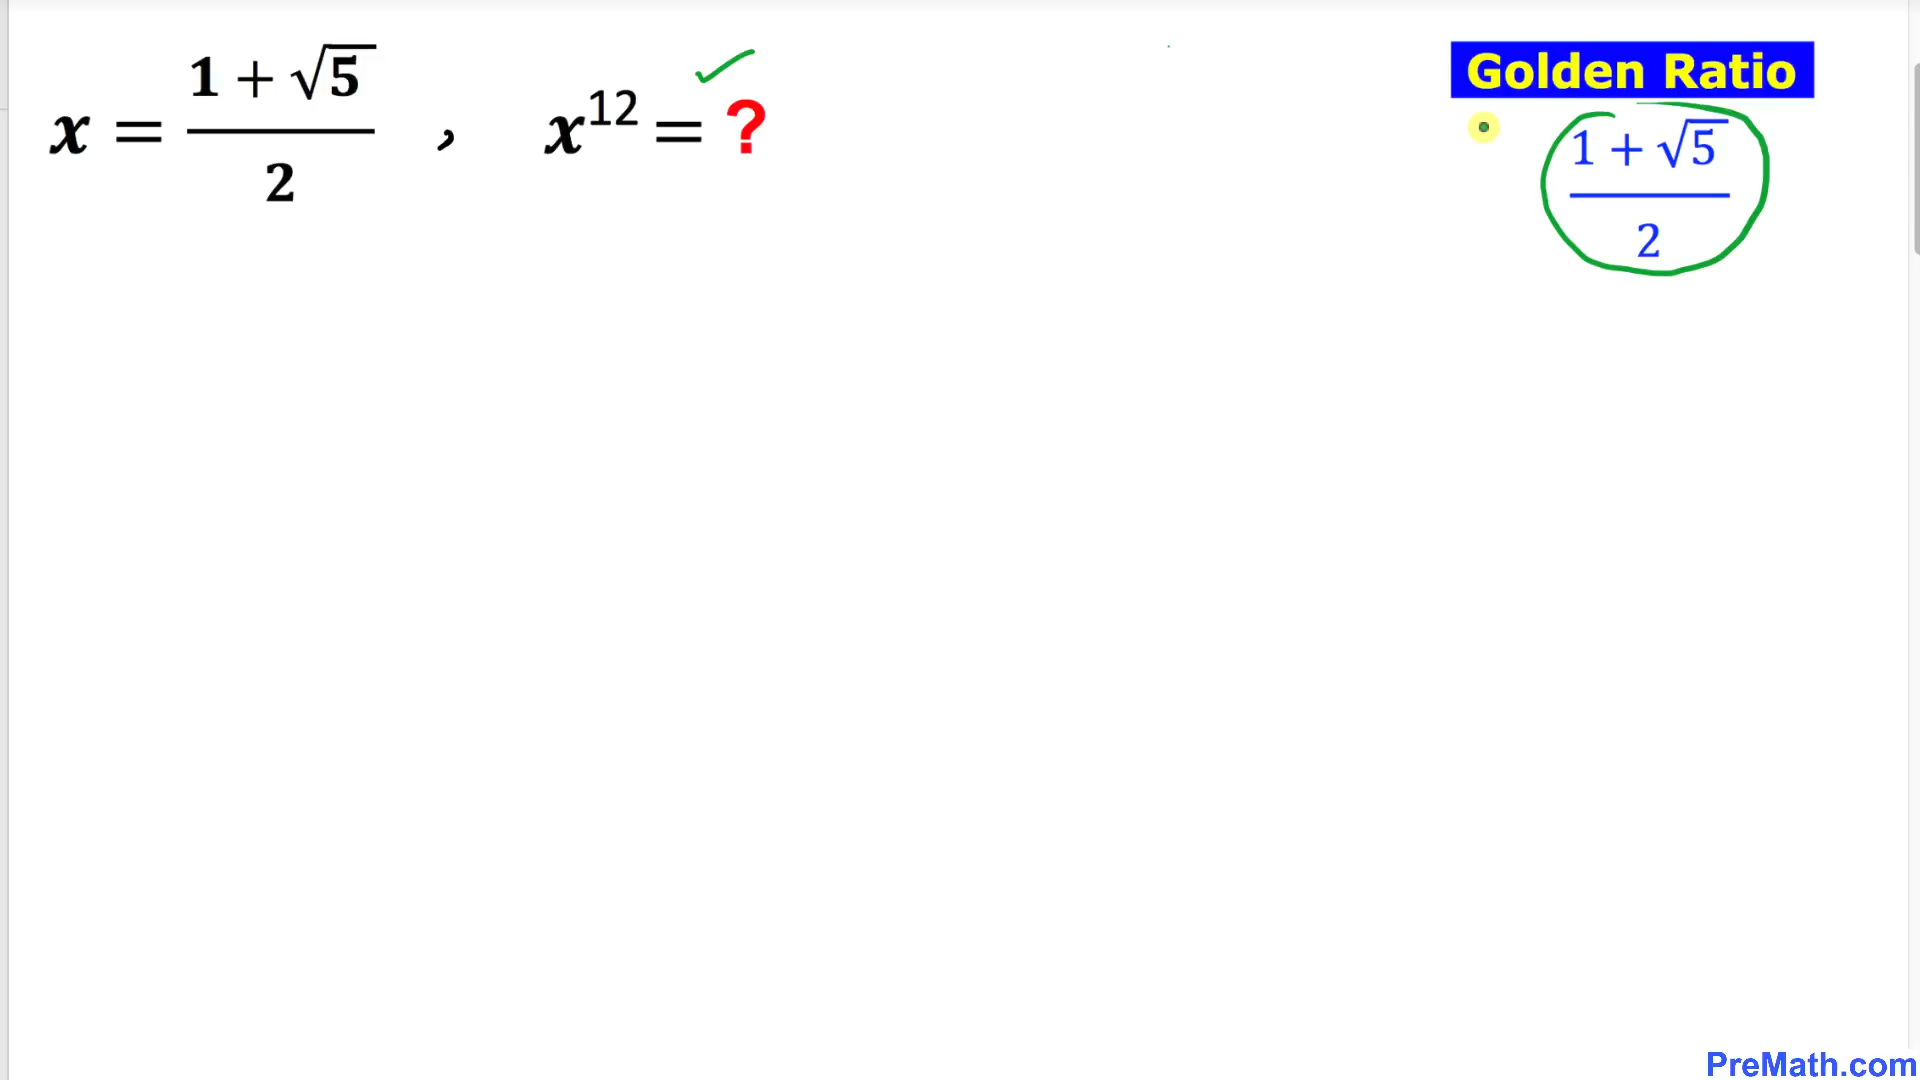 x = (1 + √5)/2 , x¹² = ?
Golden Ratio
(1 + √5)/2
PreMath.com